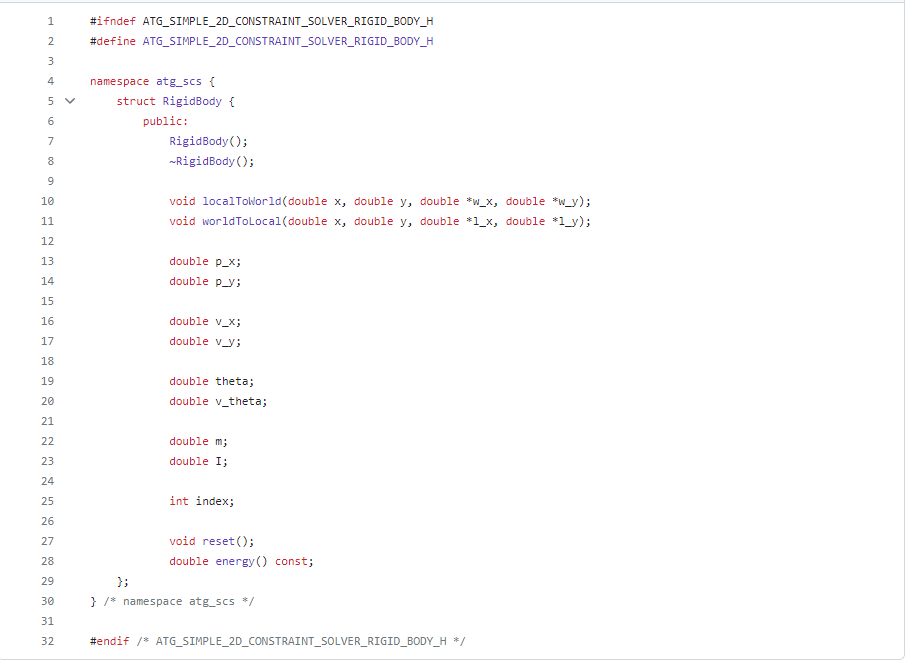 1 #ifndef ATG_SIMPLE_2D_CONSTRAINT_SOLVER_RIGID_BODY_H
2 #define ATG_SIMPLE_2D_CONSTRAINT_SOLVER_RIGID_BODY_H
3
4 namespace atg_scs {
5 struct RigidBody {
6 public:
7 RigidBody();
8 ~RigidBody();
9
10 void localToWorld(double x, double y, double *w_x, double *w_y);
11 void worldToLocal(double x, double y, double *l_x, double *l_y);
12
13 double p_x;
14 double p_y;
15
16 double v_x;
17 double v_y;
18
19 double theta;
20 double v_theta;
21
22 double m;
23 double I;
24
25 int index;
26
27 void reset();
28 double energy() const;
29 };
30 } /* namespace atg_scs */
31
32 #endif /* ATG_SIMPLE_2D_CONSTRAINT_SOLVER_RIGID_BODY_H */